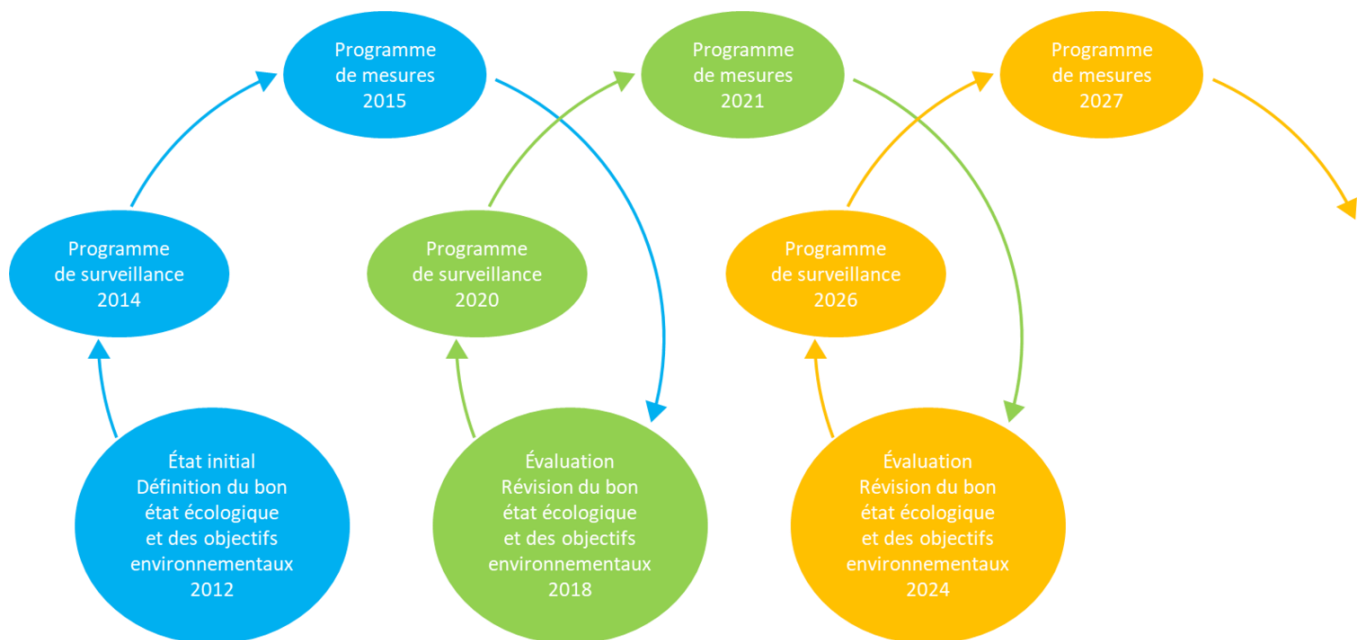 Programme
de mesures
2015
Programme
de mesures
2021
Programme
de mesures
2027
Programme
de surveillance
2014
Programme
de surveillance
2020
Programme
de surveillance
2026
État initial
Définition du bon
état écologique
et des objectifs
environnementaux
2012
Évaluation
Révision du bon
état écologique
et des objectifs
environnementaux
2018
Évaluation
Révision du bon
état écologique
et des objectifs
environnementaux
2024